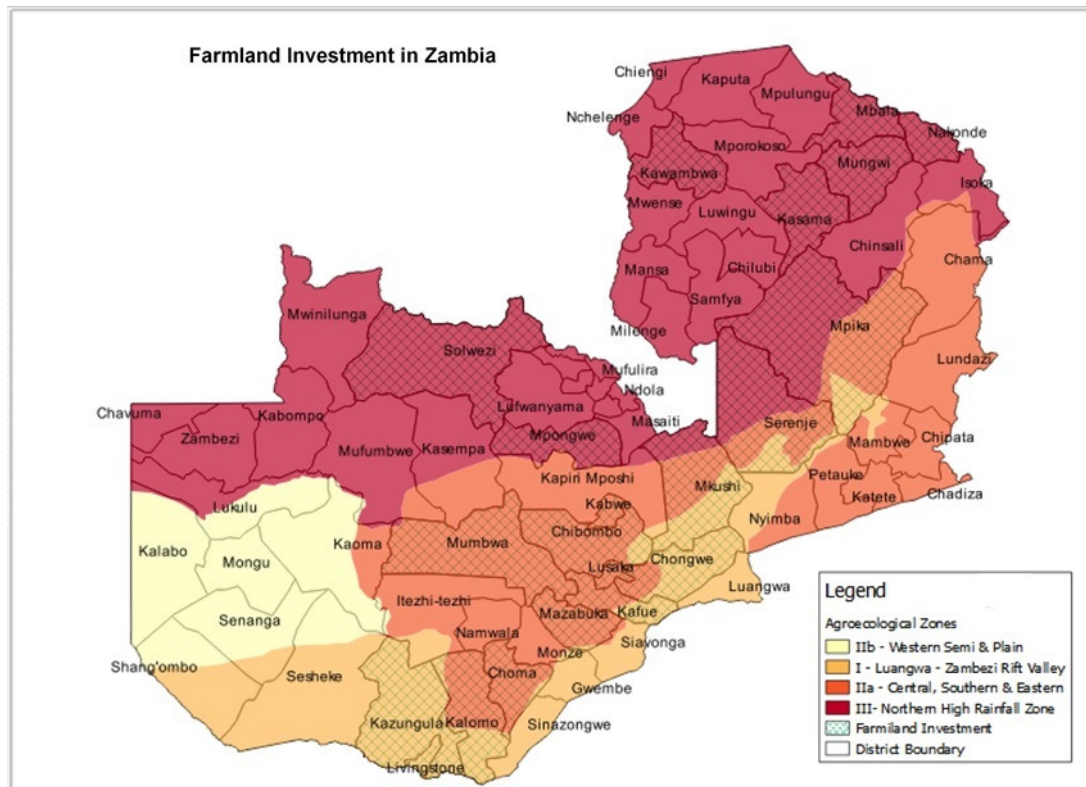 Farmland Investment in Zambia
Chiengi
Kaputa
Mpulungu
Mbala
Nchelenge
Nakonde
Mporokoso
Mungwi
Kawambwa
Isoka
Mwense
Luwingu
Kasama
Chinsali
Chama
Mansa
Chilubi
Samfya
Mwinilunga
Milenge
Mpika
Solwezi
Lundazi
Mufulira
Ndola
Chavuma
Kabompo
Lufwanyama
Masaiti
Serenje
Zambezi
Mpongwe
Mambwe
Chipata
Mufumbwe
Kasempa
Kapiri Mposhi
Petauke
Mkushi
Katete
Chadiza
Lukulu
Kabwe
Nyimba
Kalabo
Kaoma
Mumbwa
Chibombo
Mongu
Chongwe
Lusaka
Luangwa
Itezhi-tezhi
Mazabuka
Kafue
Senanga
Namwala
Siavonga
Monze
Shang'ombo
Sesheke
Choma
Gwembe
Kazungula
Kalomo
Sinazongwe
Livingstone
Legend
Agroecological Zones
IIb - Western Semi & Plain
I - Luangwa - Zambezi Rift Valley
IIa - Central, Southern & Eastern
III- Northern High Rainfall Zone
Farmiland Investment
District Boundary